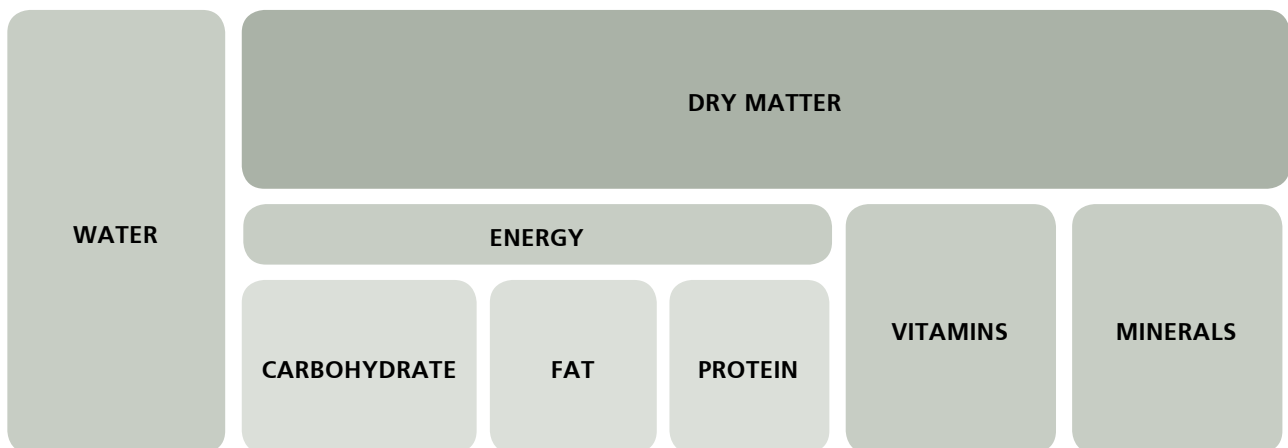 DRY MATTER
WATER
ENERGY
VITAMINS
MINERALS
CARBOHYDRATE
FAT
PROTEIN